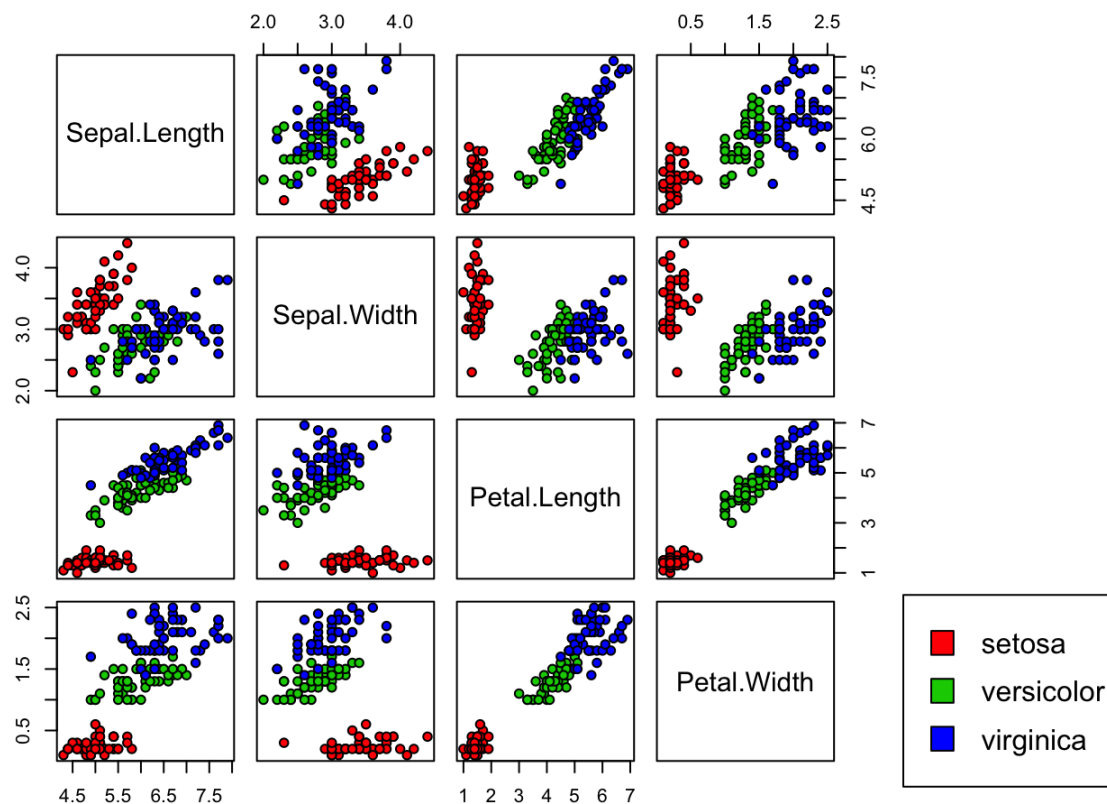 2.0 3.0 4.0
0.5 1.5 2.5
Sepal.Length
4.5 6.0 7.5
2.0 3.0 4.0
Sepal.Width
Petal.Length
1 3 5 7
0.5 1.5 2.5
Petal.Width
4.5 5.5 6.5 7.5
1 2 3 4 5 6 7
setosa
versicolor
virginica